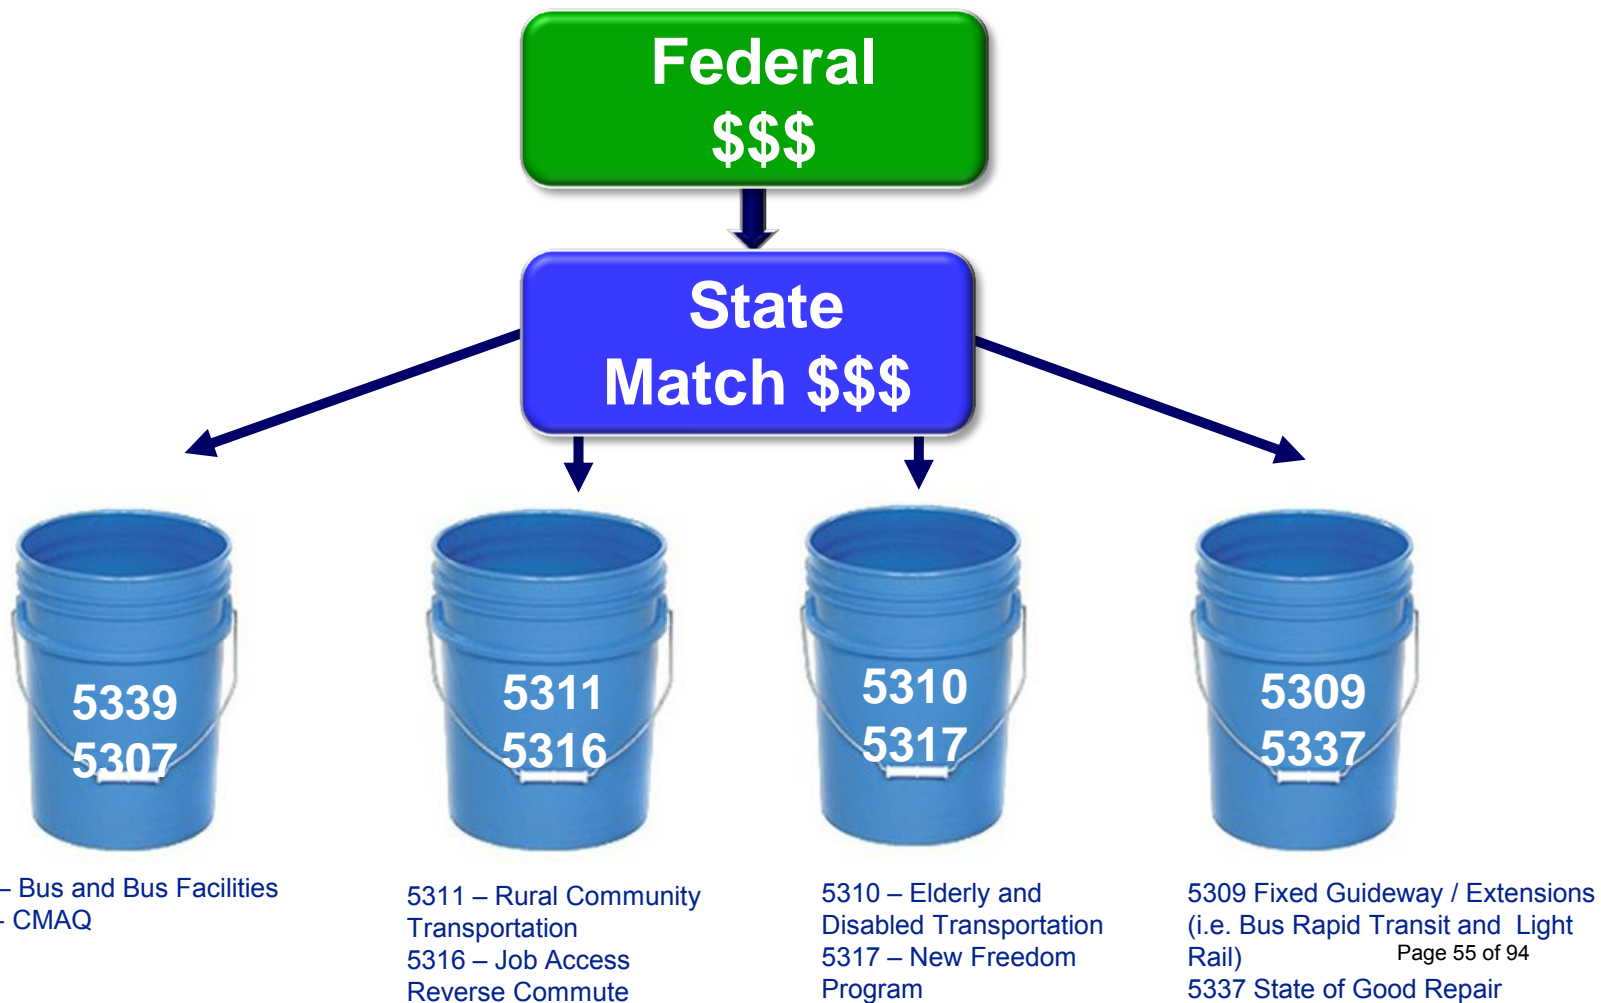 Federal
$$$
State
Match $$$
5339
5307
5311
5316
5310
5317
5309
5337
– Bus and Bus Facilities
- CMAQ
5311 – Rural Community
Transportation
5316 – Job Access
Reverse Commute
5310 – Elderly and
Disabled Transportation
5317 – New Freedom
Program
5309 Fixed Guideway / Extensions
(i.e. Bus Rapid Transit and Light
Rail)
Page 55 of 94
5337 State of Good Repair